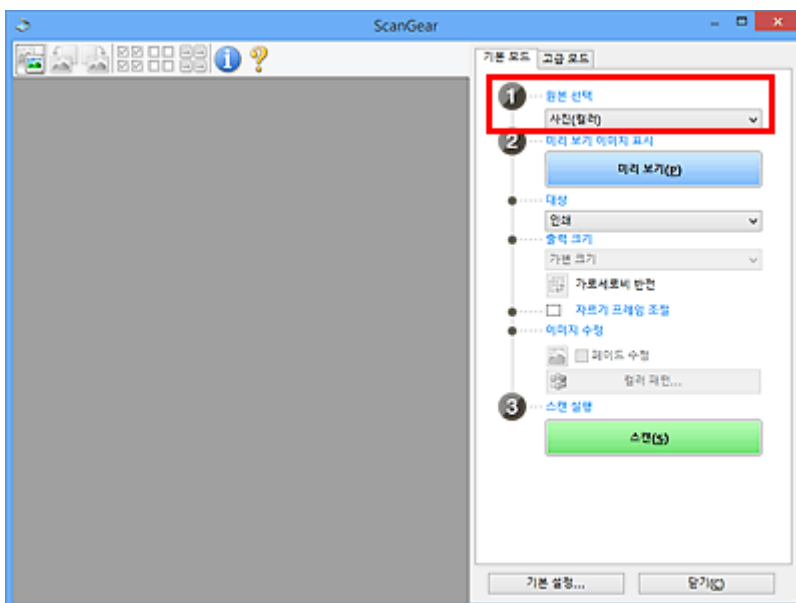 ScanGear
기본 모드 고급 모드
1 원본 선택
사진(컬러)
2 미리 보기 이미지 표시
미리 보기(P)
대상
인쇄
출력 크기
가변 크기
가로세로비 반전
자르기 프레임 조절
이미지 수정
페이드 수정
컬러 패턴...
3 스캔 실행
스캔(S)
기본 설정... 닫기(C)